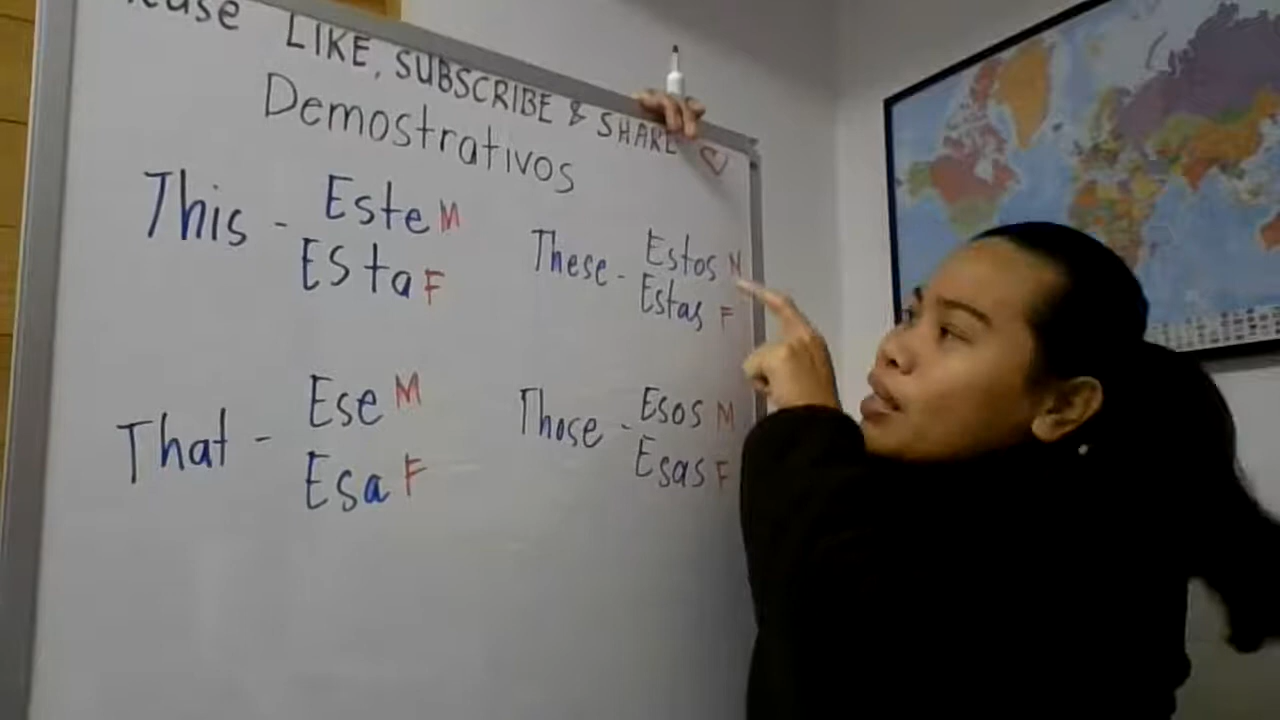 LIKE, SUBSCRIBE & SHARE ♡
Demostrativos
This - Este M
Esta F
These - Estos M
Estas F
That - Ese M
Esa F
Those - Esos M
Esas F